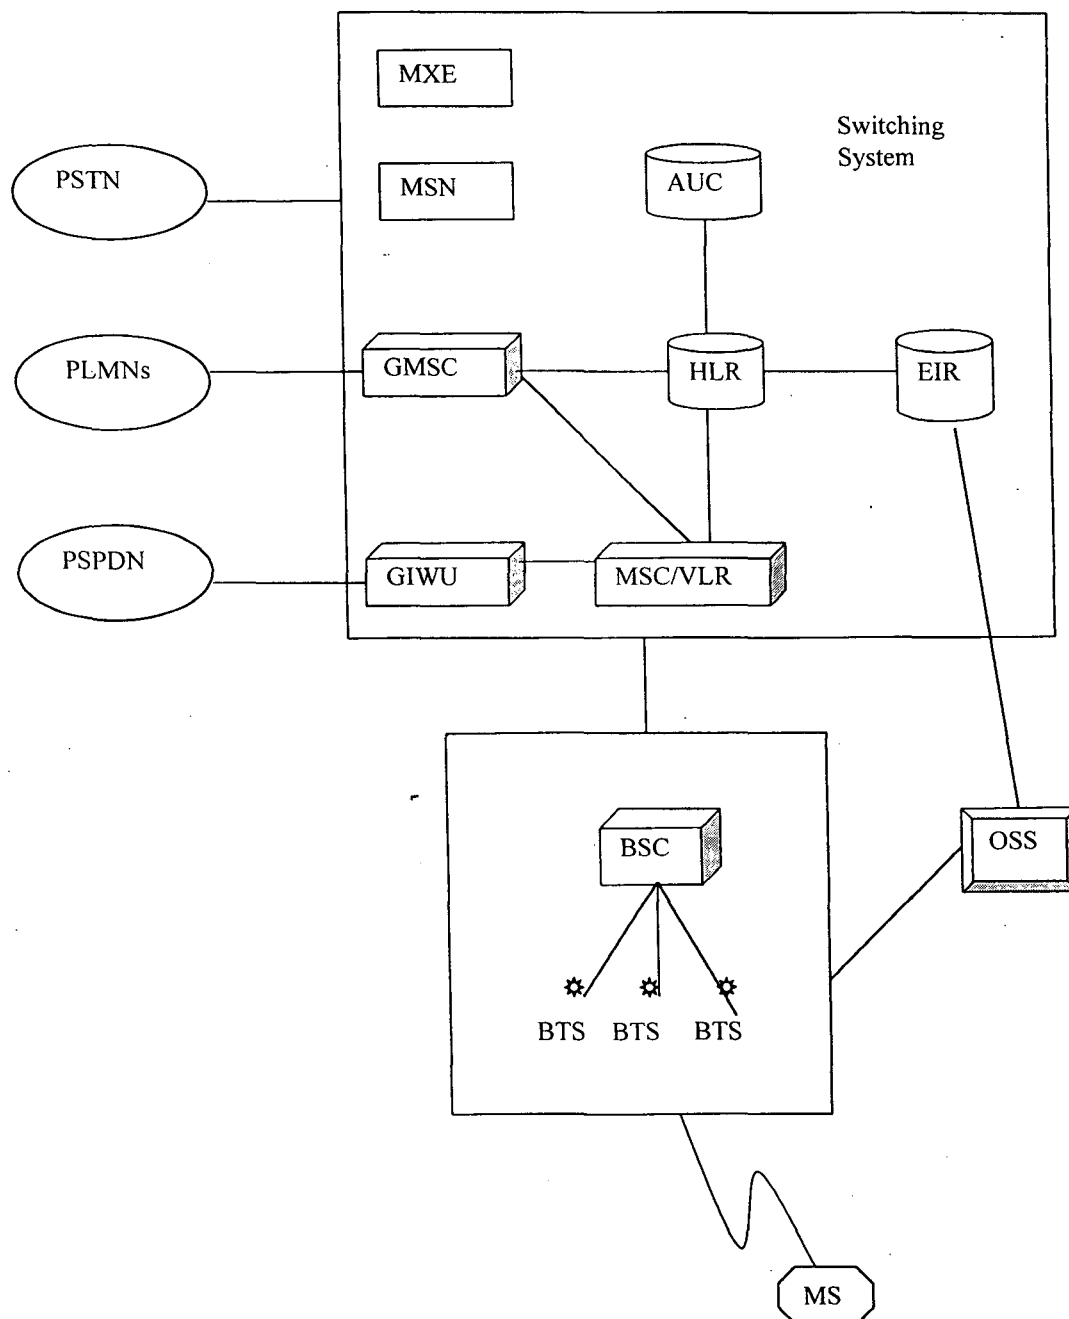 MXE
Switching
System
PSTN
MSN
AUC
PLMNs
GMSC
HLR
EIR
PSPDN
GIWU
MSC/VLR
BSC
OSS
BTS BTS BTS
MS